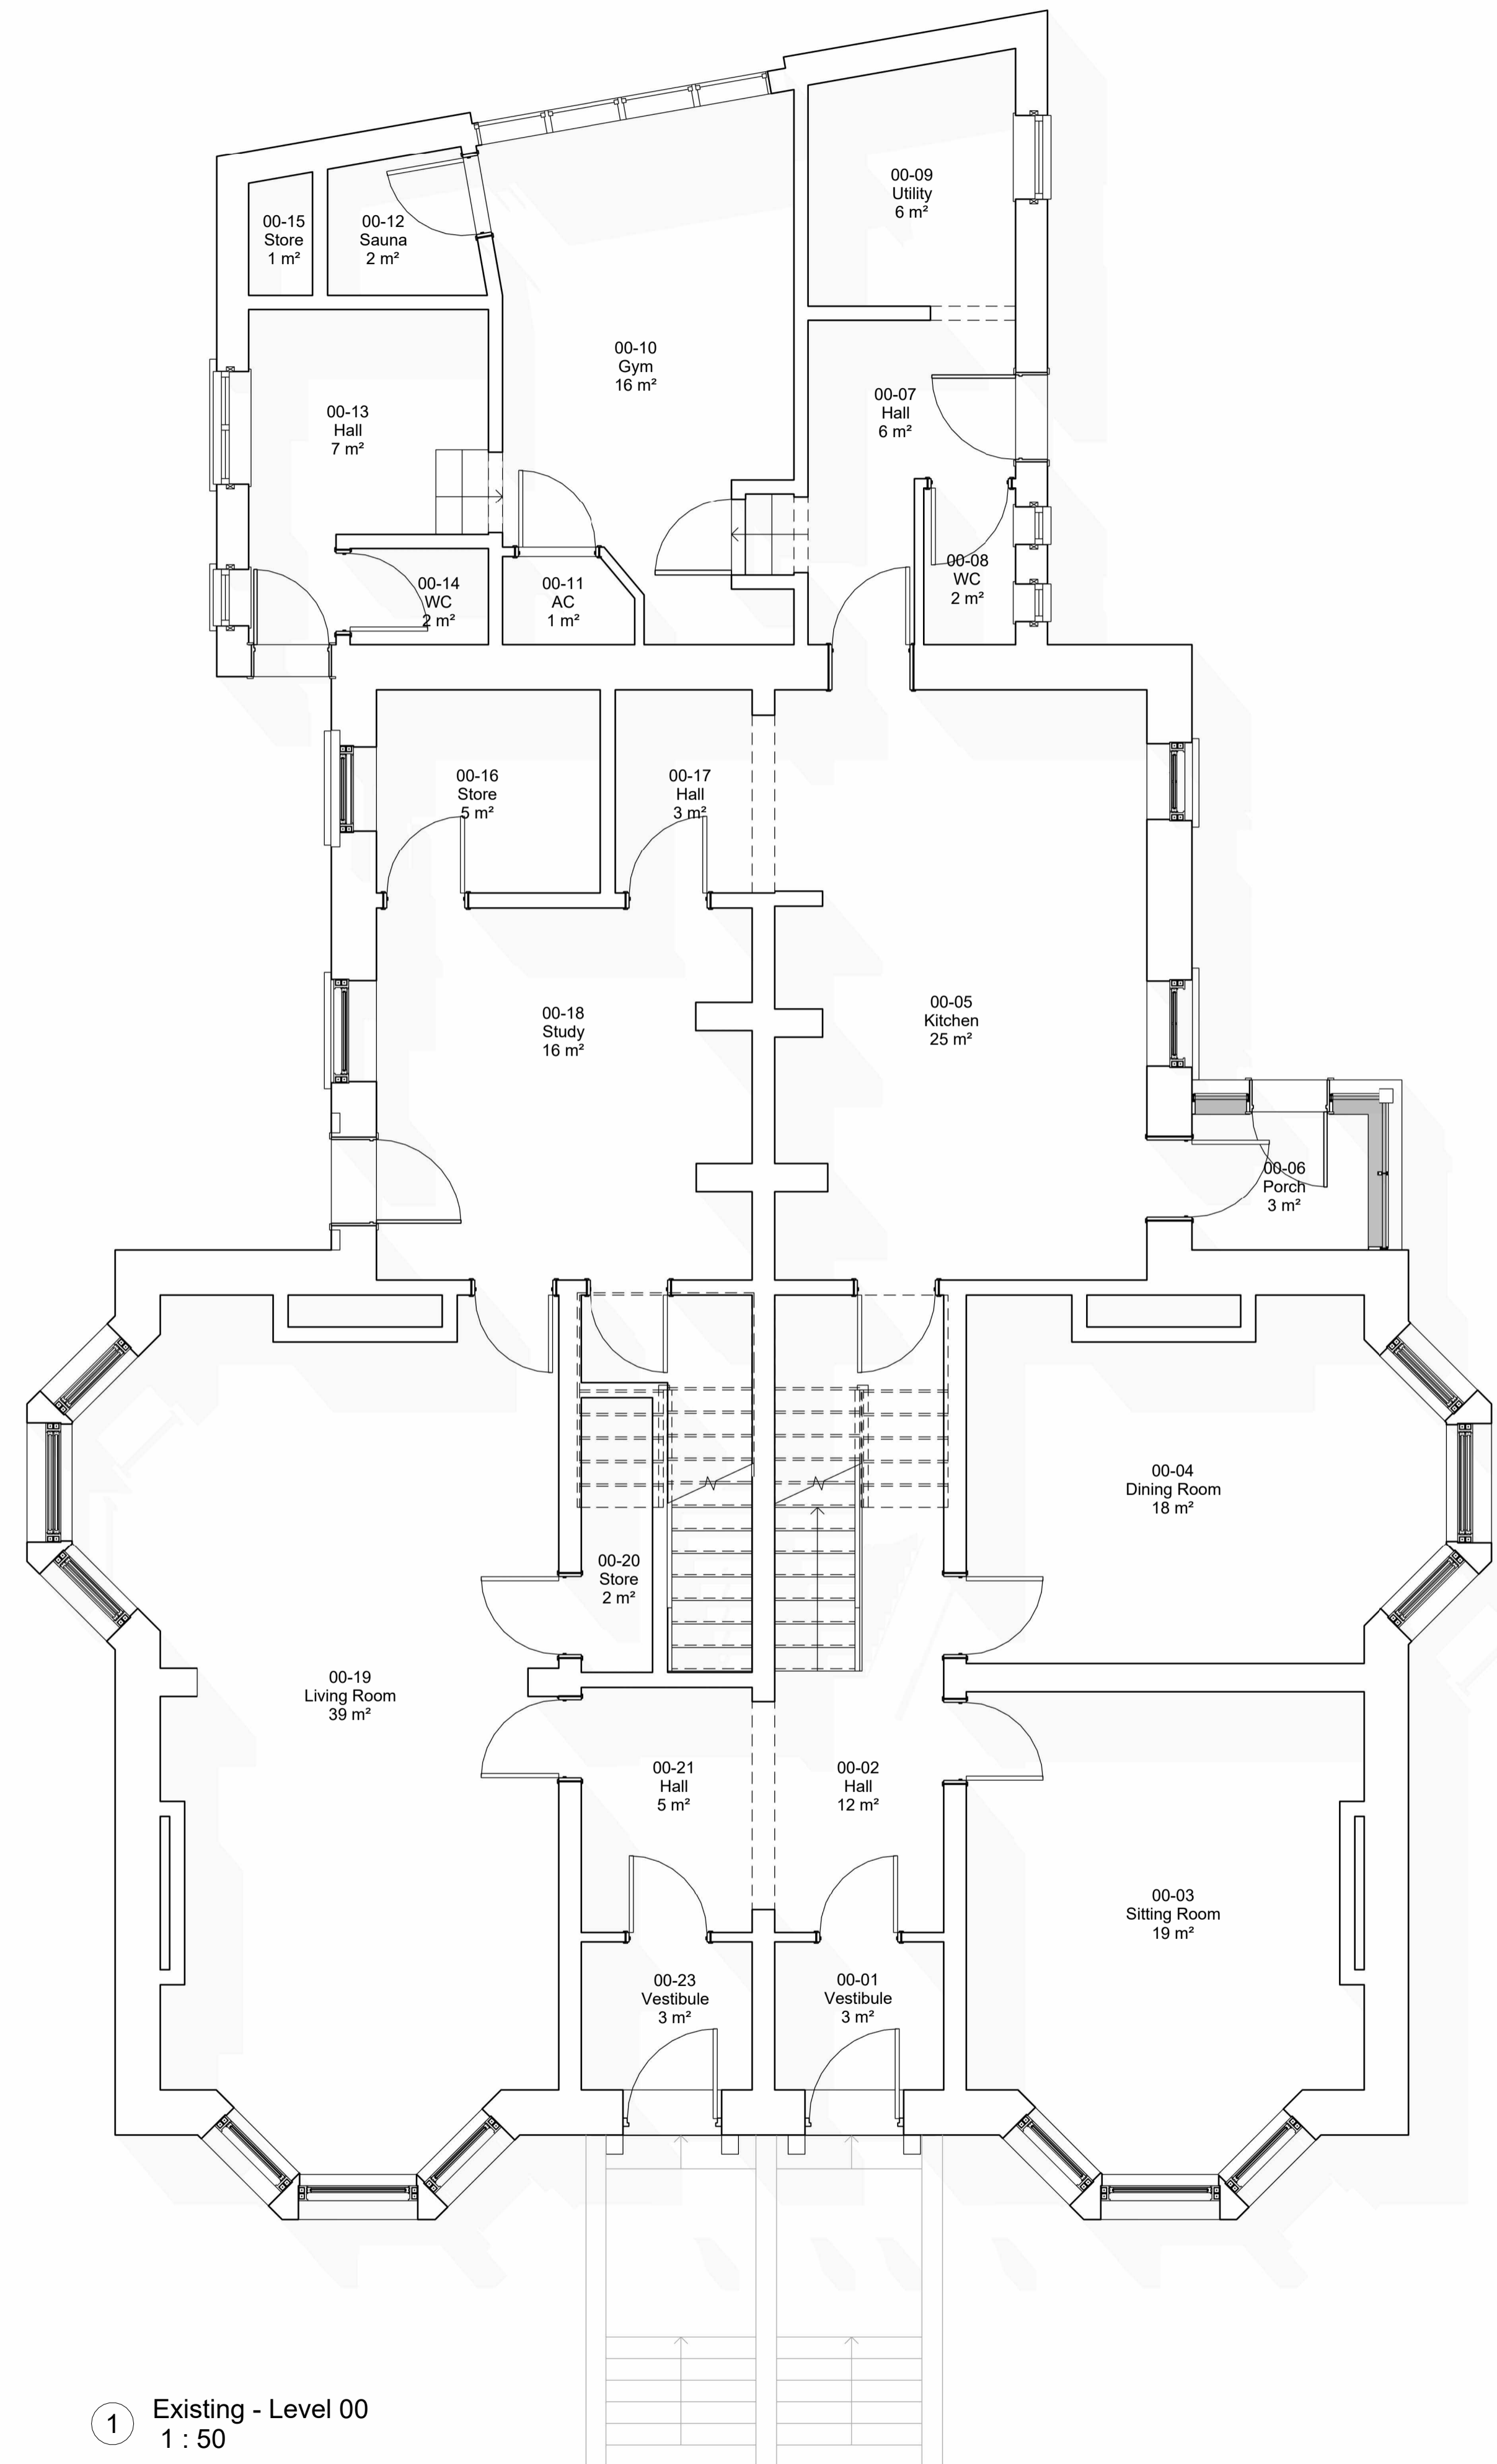 00-09
Utility
6 m²
00-15
Store
1 m²
00-12
Sauna
2 m²
00-10
Gym
16 m²
00-13
Hall
7 m²
00-07
Hall
6 m²
00-14
WC
2 m²
00-11
AC
1 m²
00-08
WC
2 m²
00-16
Store
5 m²
00-17
Hall
3 m²
00-18
Study
16 m²
00-05
Kitchen
25 m²
00-06
Porch
3 m²
00-04
Dining Room
18 m²
00-20
Store
2 m²
00-19
Living Room
39 m²
00-21
Hall
5 m²
00-02
Hall
12 m²
00-03
Sitting Room
19 m²
00-23
Vestibule
3 m²
00-01
Vestibule
3 m²
1
Existing - Level 00
1 : 50